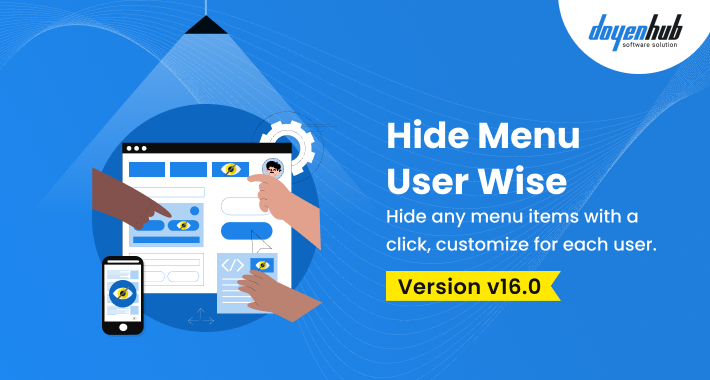 doyenhub
software solution
Hide Menu
User Wise
Hide any menu items with a
click, customize for each user.
Version v16.0
</>